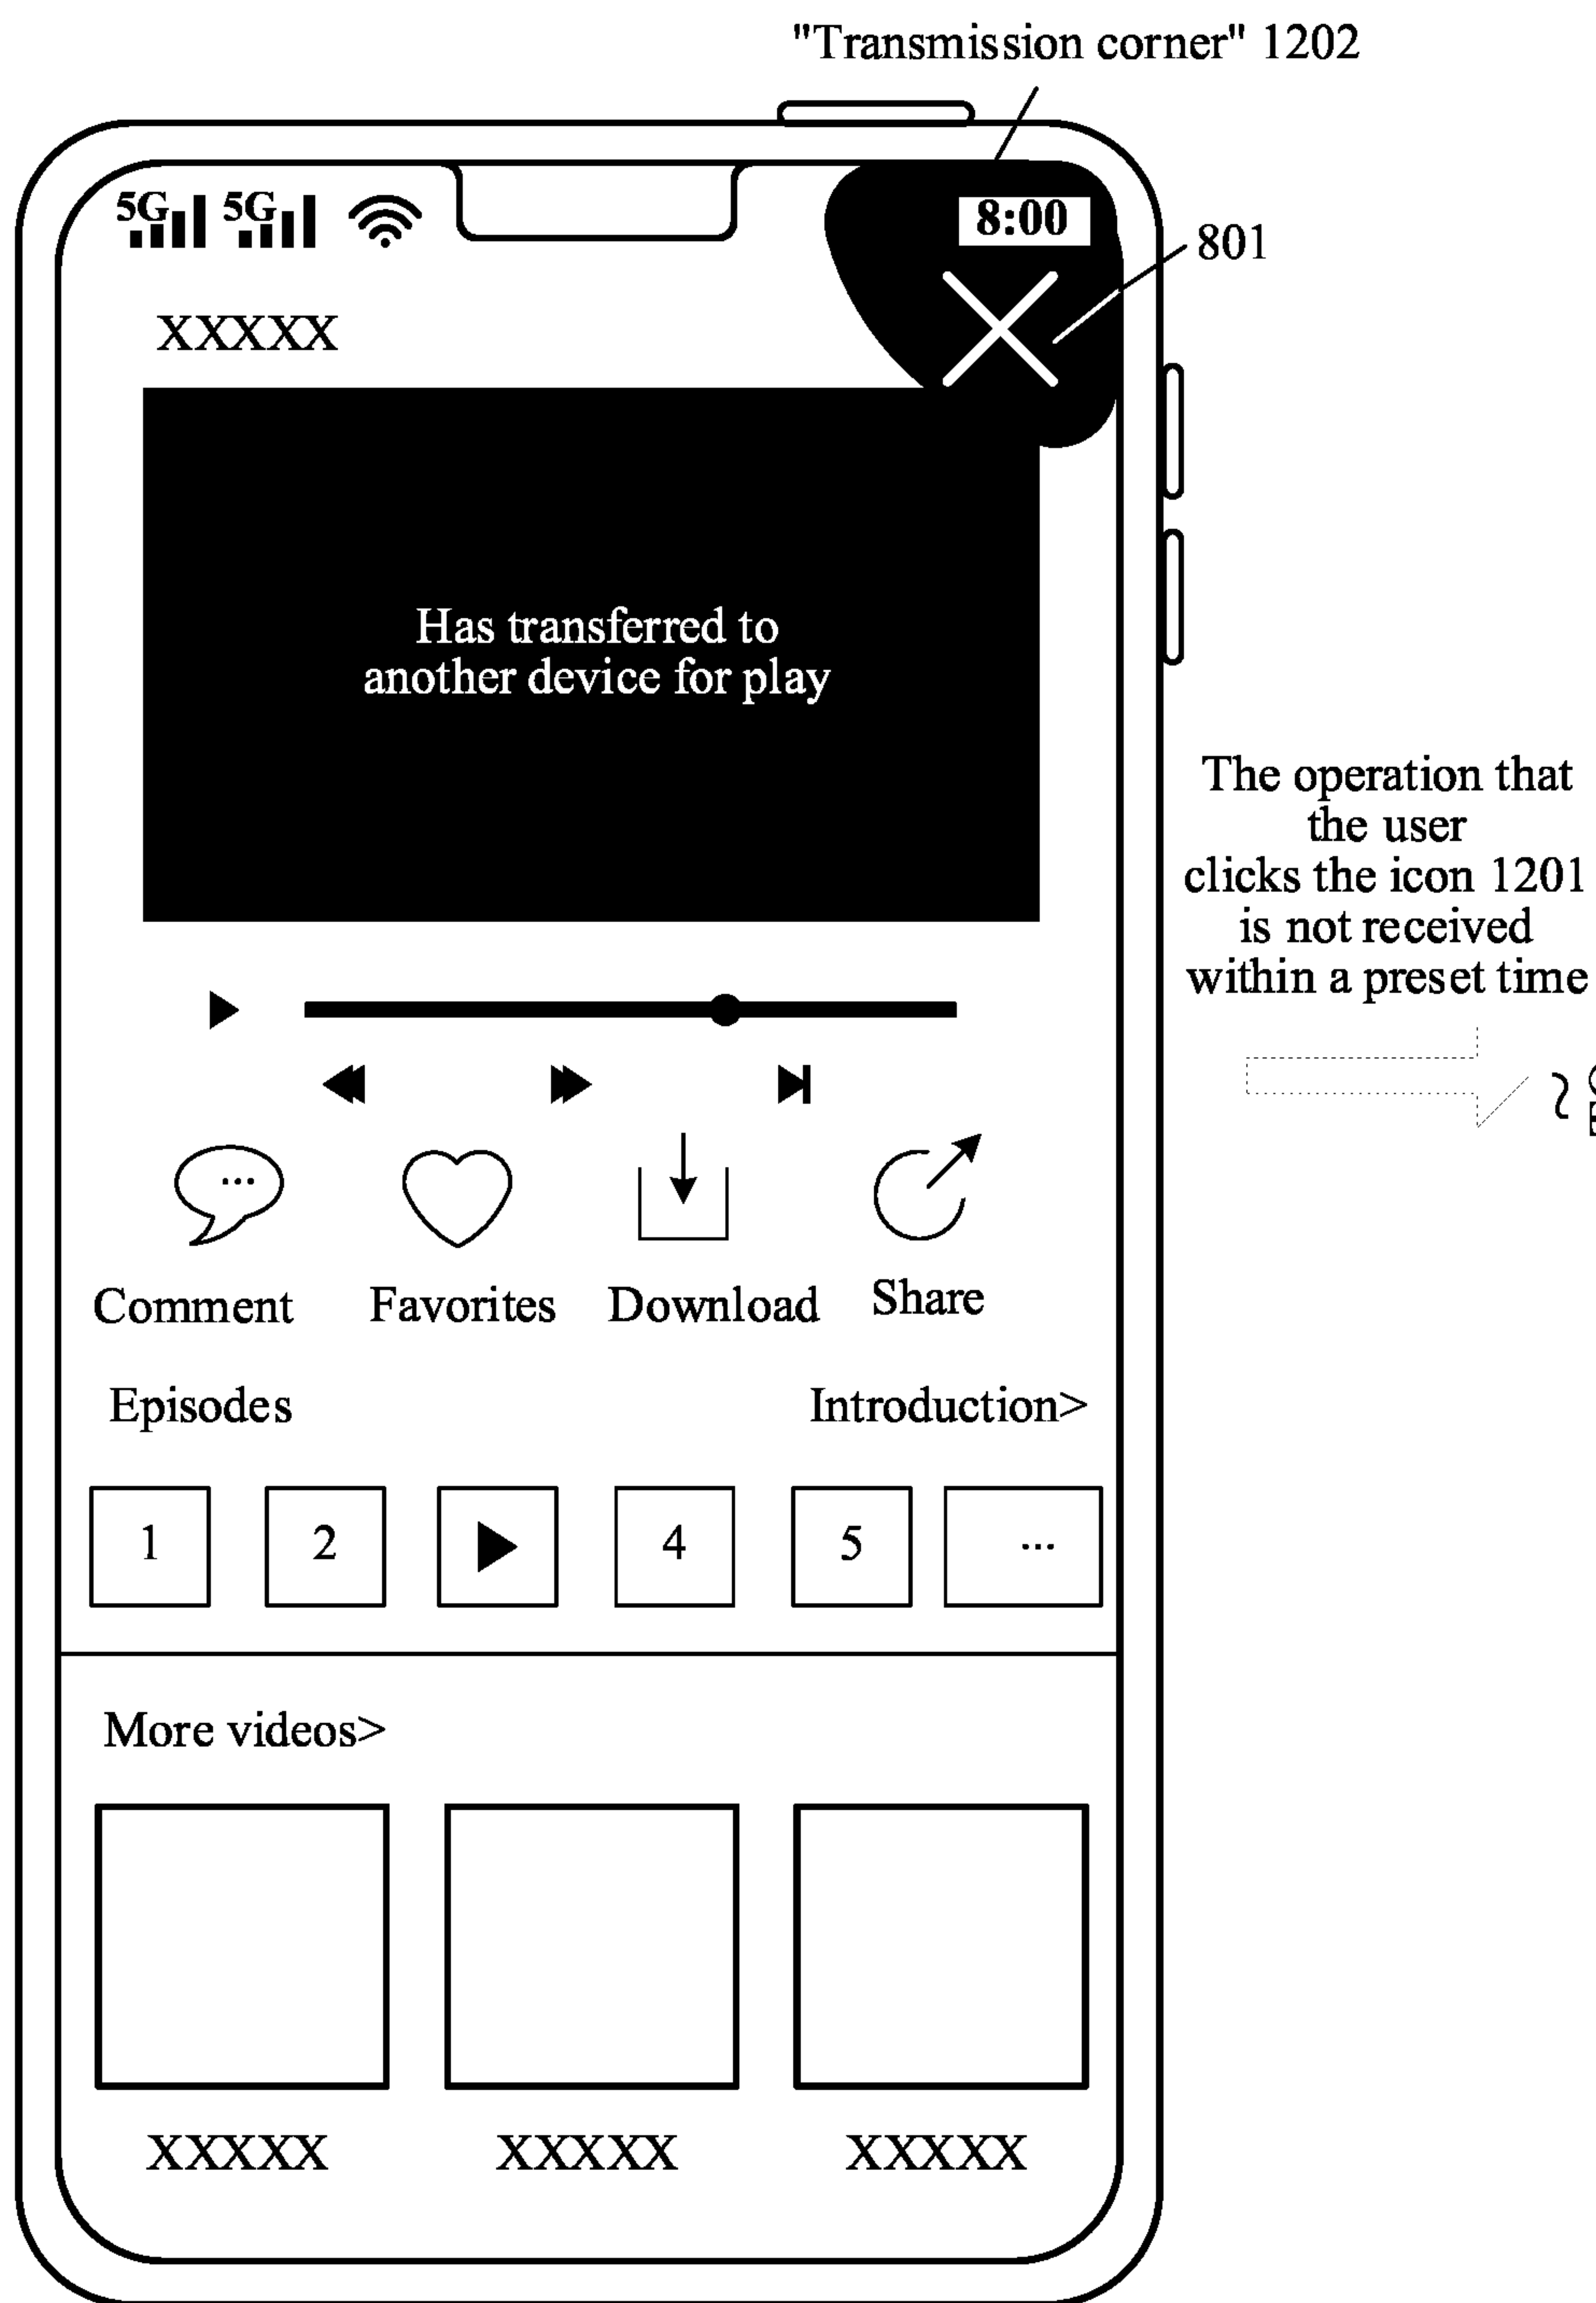 "Transmission corner" 1202
5G 5G
8:00
801
XXXXX
Has transferred to
another device for play
The operation that
the user
clicks the icon 1201
is not received
within a preset time
Comment Favorites Download Share
Episodes Introduction>
1 2 4 5 ...
More videos>
XXXXX XXXXX XXXXX